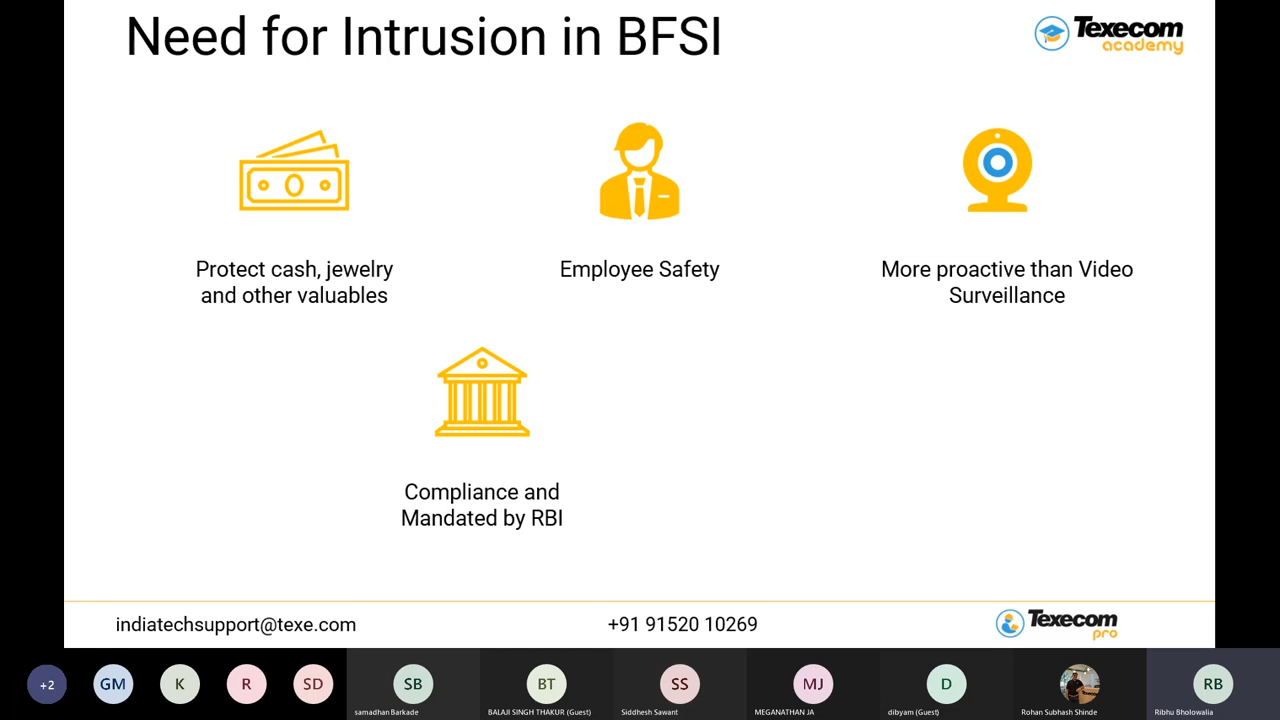 Need for Intrusion in BFSI
Texecom
academy
Protect cash, jewelry
and other valuables
Employee Safety
More proactive than Video
Surveillance
Compliance and
Mandated by RBI
indiatechsupport@texe.com
+91 91520 10269
Texecom
pro
+2
GM
K
R
SD
SB
BT
SS
MJ
D
RB
samadhan Barkade
BALAJI SINGH THAKUR (Guest)
Siddhesh Sawant
MEGANATHAN JA
dibyam (Guest)
Rohan Subhash Shinde
Ribhu Bholowalia